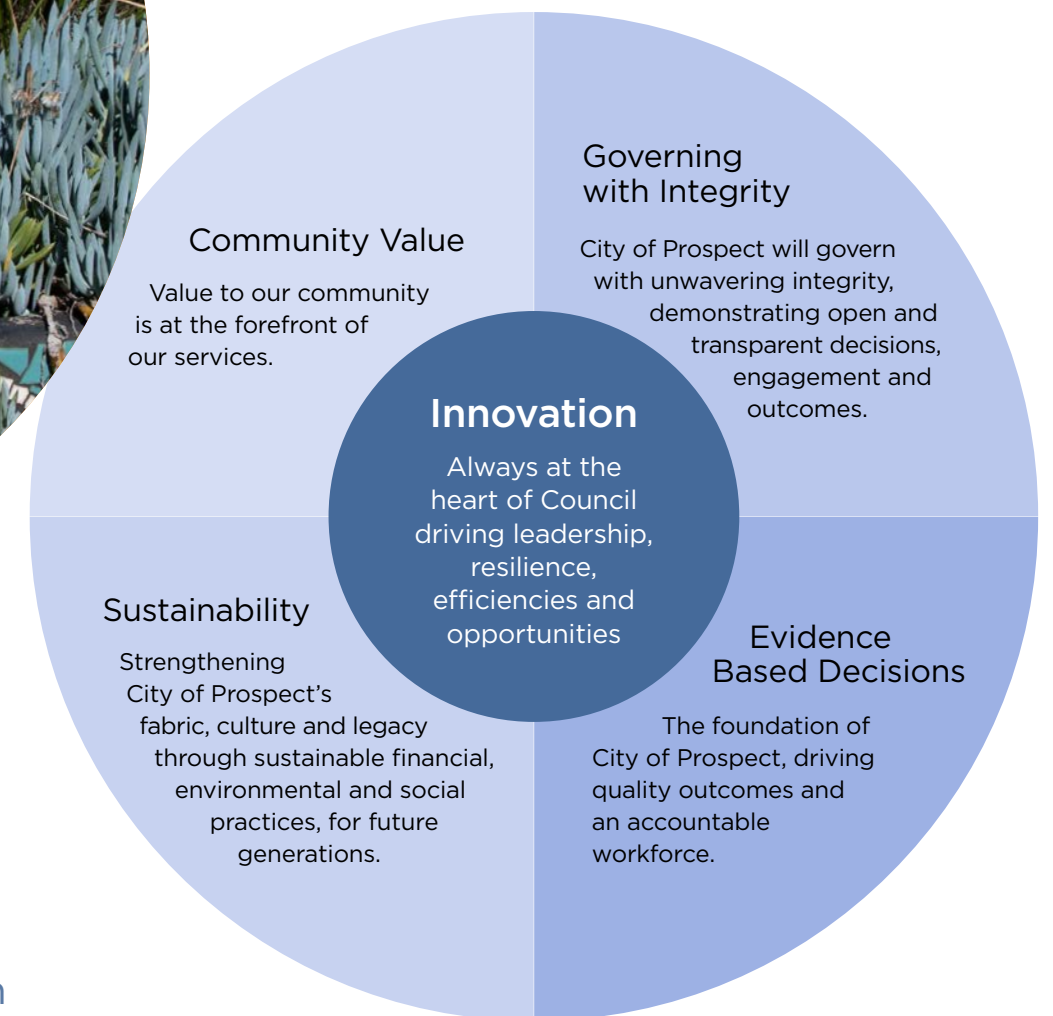 Community Value
Value to our community
is at the forefront of
our services.
Governing
with Integrity
City of Prospect will govern
with unwavering integrity,
demonstrating open and
transparent decisions,
engagement and
outcomes.
Innovation
Always at the
heart of Council
driving leadership,
resilience,
efficiencies and
opportunities
Sustainability
Strengthening
City of Prospect's
fabric, culture and legacy
through sustainable financial,
environmental and social
practices, for future
generations.
Evidence
Based Decisions
The foundation of
City of Prospect, driving
quality outcomes and
an accountable
workforce.